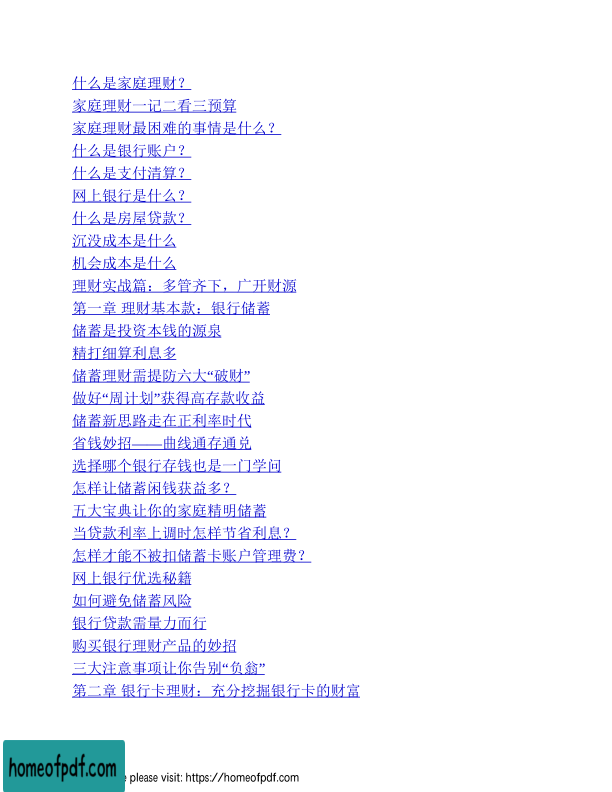 什么是家庭理财？
家庭理财一记二看三预算
家庭理财最困难的事情是什么？
什么是银行账户？
什么是支付清算？
网上银行是什么？
什么是房屋贷款？
沉没成本是什么
机会成本是什么
理财实战篇：多管齐下，广开财源
第一章 理财基本款：银行储蓄
储蓄是投资本钱的源泉
精打细算利息多
储蓄理财需提防六大“破财”
做好“周计划”获得高存款收益
储蓄新思路走在正利率时代
省钱妙招——曲线通存通兑
选择哪个银行存钱也是一门学问
怎样让储蓄闲钱获益多？
五大宝典让你的家庭精明储蓄
当贷款利率上调时怎样节省利息？
怎样才能不被扣储蓄卡账户管理费？
网上银行优选秘籍
如何避免储蓄风险
银行贷款需量力而行
购买银行理财产品的妙招
三大注意事项让你告别“负翁”
第二章 银行卡理财：充分挖掘银行卡的财富
homeofpdf.com
e please visit: https://homeofpdf.com